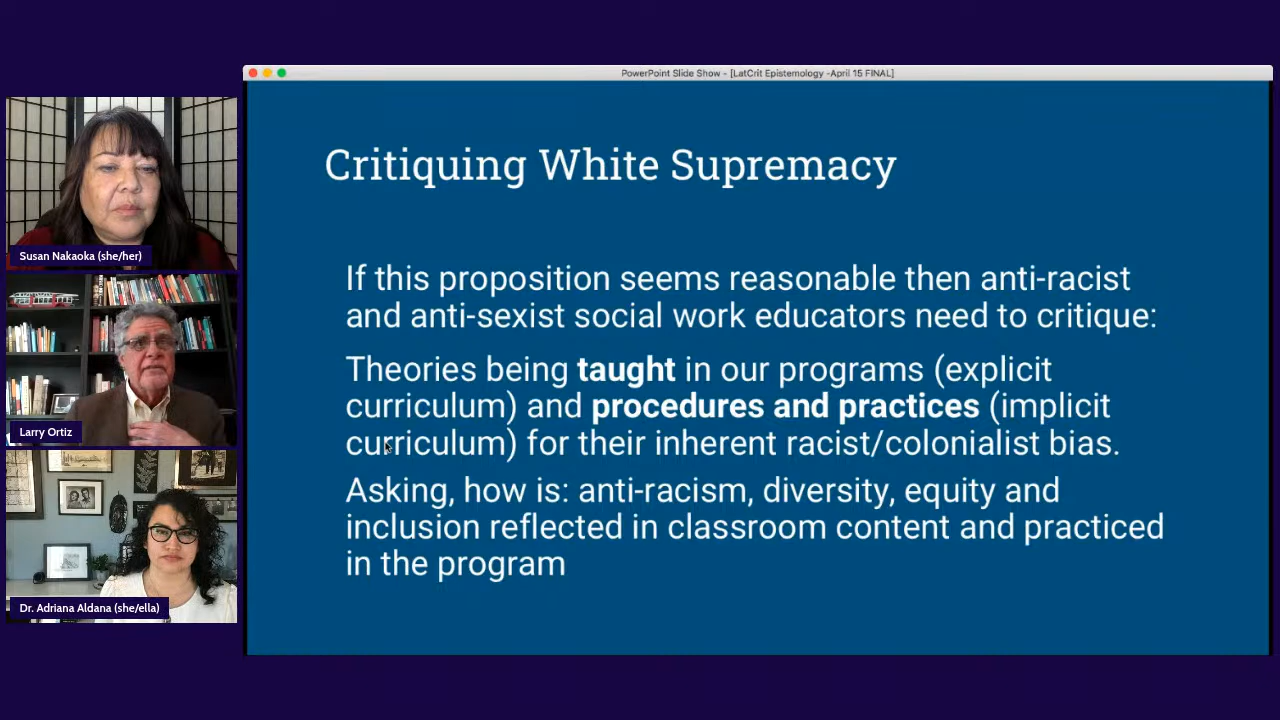 PowerPoint Slide Show - [LatCrit Epistemology -April 15 FINAL]
Critiquing White Supremacy
If this proposition seems reasonable then anti-racist
and anti-sexist social work educators need to critique:
Theories being taught in our programs (explicit
curriculum) and procedures and practices (implicit
curriculum) for their inherent racist/colonialist bias.
Asking, how is: anti-racism, diversity, equity and
inclusion reflected in classroom content and practiced
in the program
Susan Nakaoka (she/her)
Larry Ortiz
Dr. Adriana Aldana (she/ella)